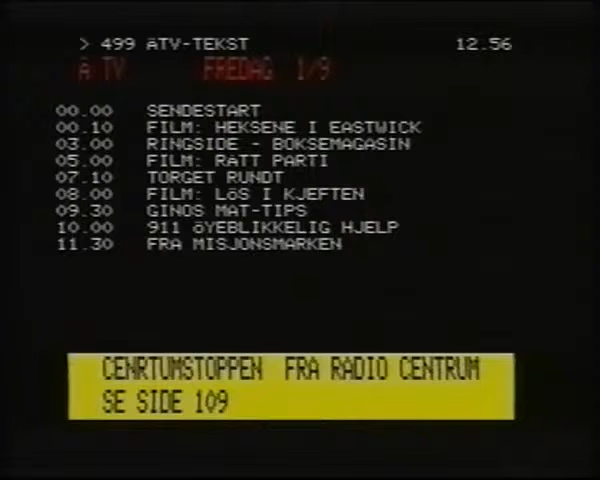 > 499 ÄTV-TEKST 12.56
Ä TV FREDAG 1/9
00.00 SENDESTART
00.10 FILM: HEKSENE I EASTWICK
03.00 RINGSIDE - BOKSEMAGASIN
05.00 FILM: RÄTT PARTI
07.10 TORGET RUNDT
08.00 FILM: LÖS I KJEFTEN
09.30 GINOS MAT-TIPS
10.00 911 ÖYEBLIKKELIG HJELP
11.30 FRA MISJONSMARKEN
CENRTUMSTOPPEN FRA RADIO CENTRUM
SE SIDE 109